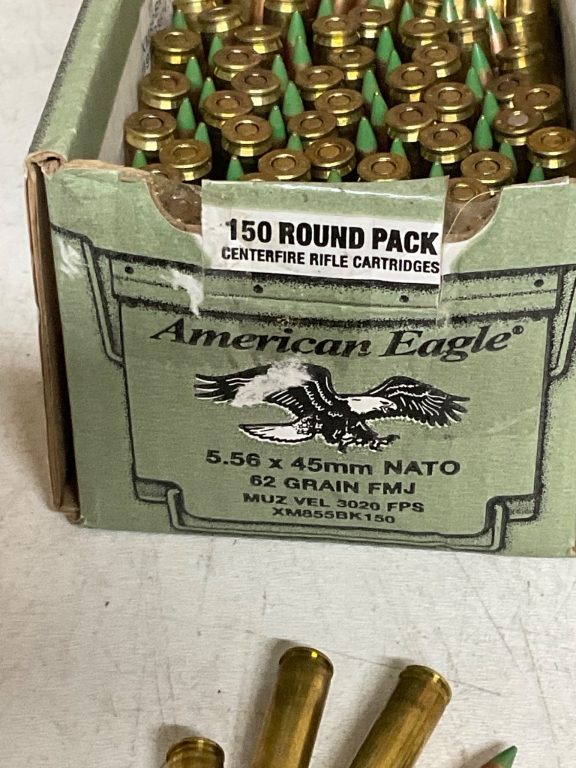 150 ROUND PACK
CENTERFIRE RIFLE CARTRIDGES
American Eagle®
5.56 x 45mm NATO
62 GRAIN FMJ
MUZ VEL 3020 FPS
XM855BK150